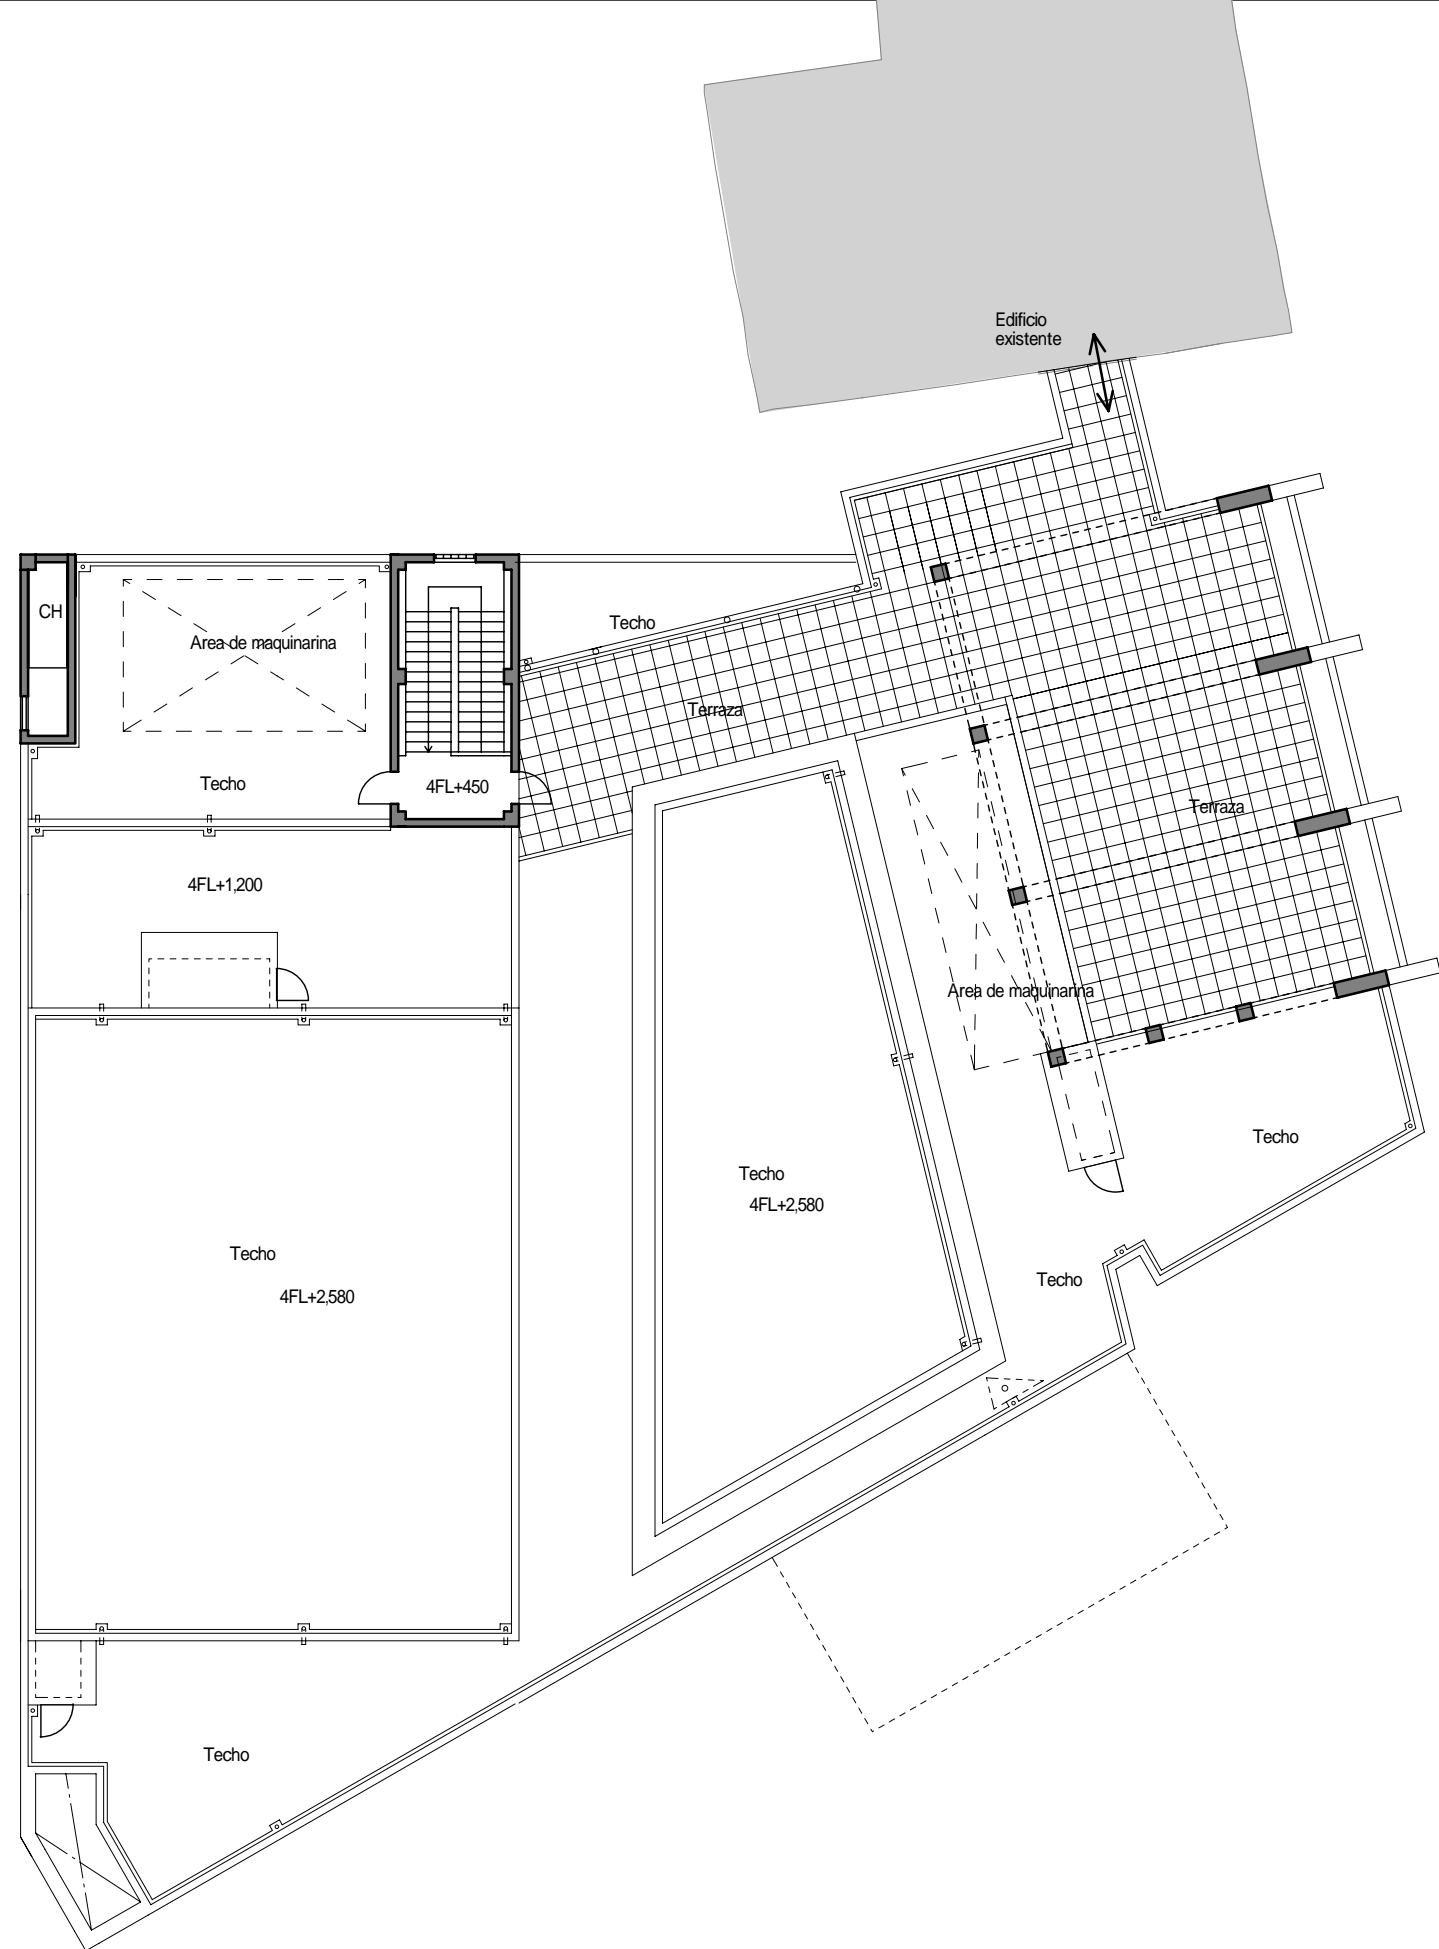 Edificio
existente
CH
Area de maquinarina
Techo
Terraza
Techo
4FL+450
Terraza
4FL+1,200
Area de maquinarina
Techo
Techo
4FL+2,580
Techo
4FL+2,580
Techo
Techo